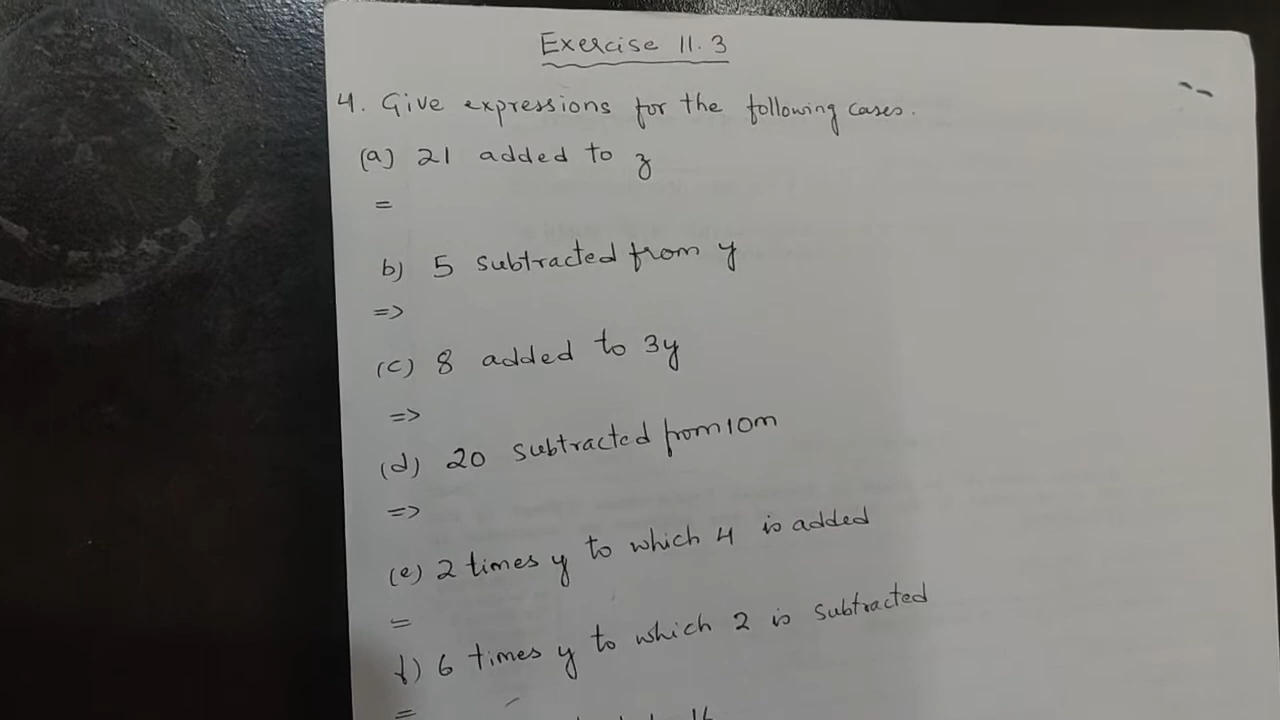 Exercise 11.3
4. Give expressions for the following cases.
(a) 21 added to z
=
b) 5 subtracted from y
=>
(c) 8 added to 3y
=>
(d) 20 subtracted from 10m
=>
(e) 2 times y to which 4 is added
=
f) 6 times y to which 2 is subtracted
=